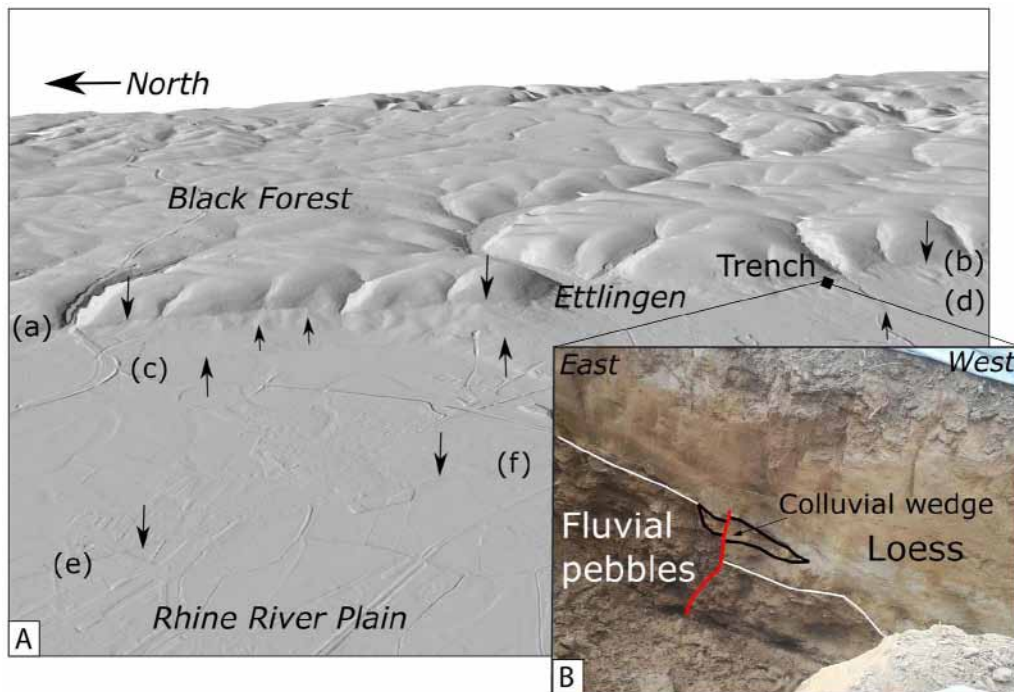 North
Black Forest
(a)
(b)
Trench
Ettlingen
(d)
(c)
East
West
(f)
Colluvial wedge
Fluvial
pebbles
Loess
(e)
Rhine River Plain
A
B